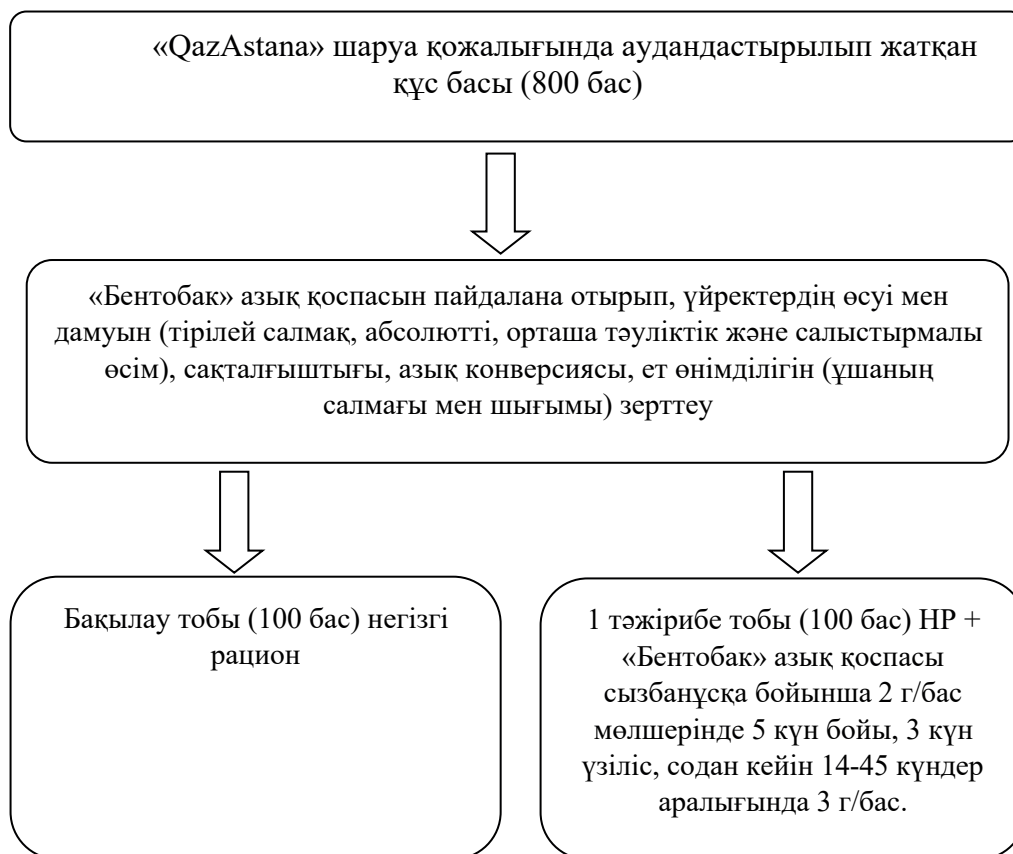 «QazAstana» шаруа қожалығында аудандастырылып жатқан
құс басы (800 бас)
«Бентобак» азық қоспасын пайдалана отырып, үйректердің өсуі мен
дамуын (тірілей салмақ, абсолютті, орташа тәуліктік және салыстырмалы
өсім), сақталғыштығы, азық конверсиясы, ет өнімділігін (ұшаның
салмағы мен шығымы) зерттеу
Бақылау тобы (100 бас) негізгі
рацион
1 тәжірибе тобы (100 бас) НР +
«Бентобак» азық қоспасы
сызбанұсқа бойынша 2 г/бас
мөлшерінде 5 күн бойы, 3 күн
үзіліс, содан кейін 14-45 күндер
аралығында 3 г/бас.